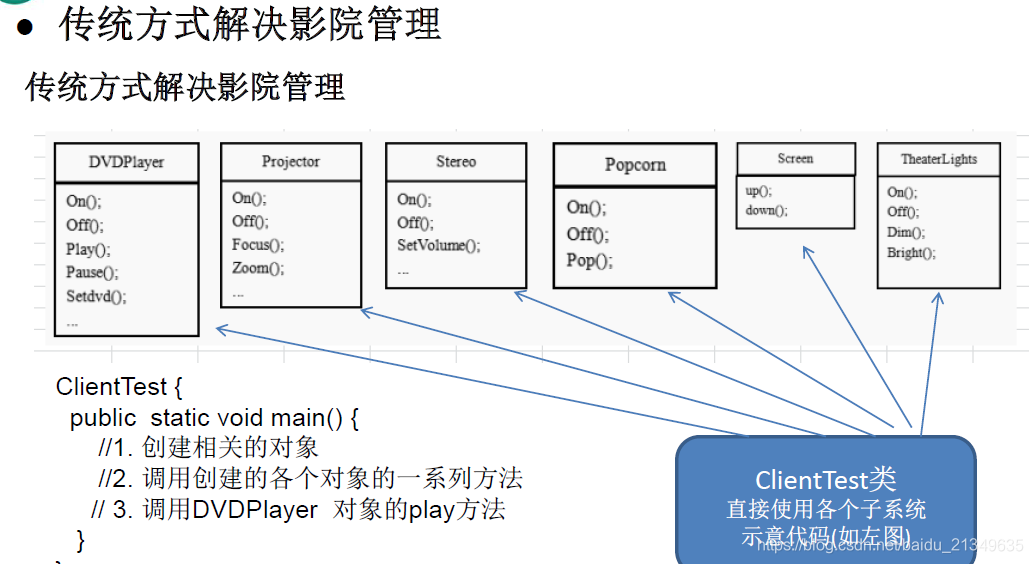 ● 传统方式解决影院管理
传统方式解决影院管理
DVDPlayer
On();
Off();
Play();
Pause();
Setdvd();
...
Projector
On();
Off();
Focus();
Zoom();
...
Stereo
On();
Off();
SetVolume();
...
Popcorn
On();
Off();
Pop();
Screen
up();
down();
TheaterLights
On();
Off();
Dim();
Bright();
ClientTest {
public static void main() {
//1. 创建相关的对象
//2. 调用创建的各个对象的一系列方法
// 3. 调用DVDPlayer 对象的play方法
}
ClientTest类
直接使用各个子系统
示意代码(如左图)
https://blog.csdn.net/baidu_21349635